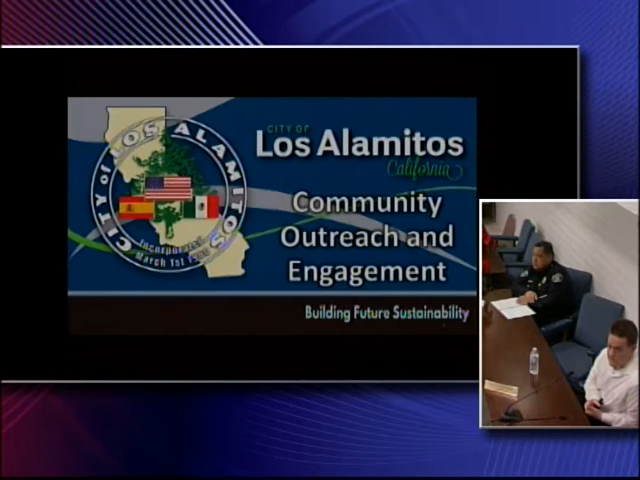 CITY OF LOS ALAMITOS
Incorporated
March 1st
CITY OF
Los Alamitos
California
Community
Outreach and
Engagement
Building Future Sustainability